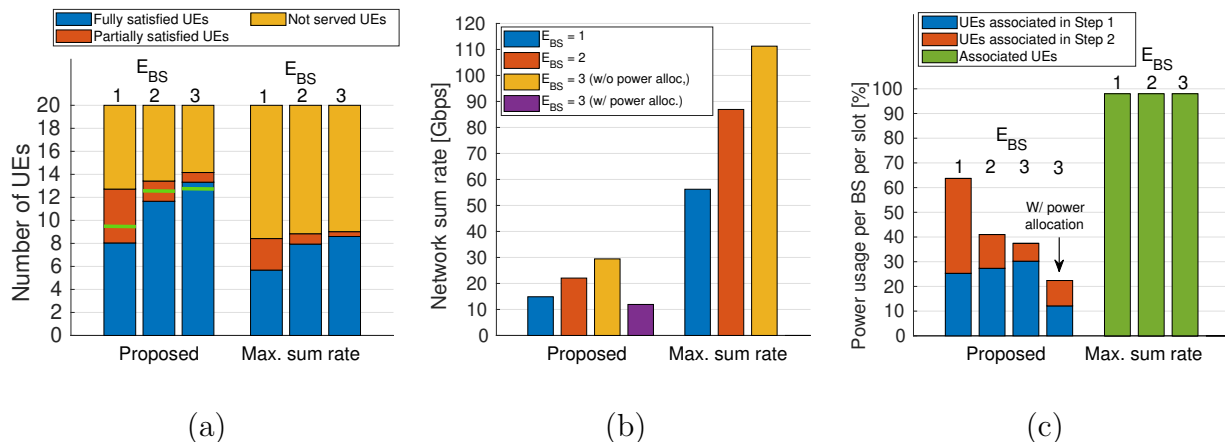 Fully satisfied UEs
Partially satisfied UEs
Not served UEs
Number of UEs
20
18
16
14
12
10
8
6
4
2
0
E_BS
1 2 3
E_BS
1 2 3
Proposed
Max. sum rate
(a)
E_BS = 1
E_BS = 2
E_BS = 3 (w/o power alloc,)
E_BS = 3 (w/ power alloc.)
Network sum rate [Gbps]
120
110
100
90
80
70
60
50
40
30
20
10
0
Proposed
Max. sum rate
(b)
UEs associated in Step 1
UEs associated in Step 2
Associated UEs
Power usage per BS per slot [%]
100
90
80
70
60
50
40
30
20
10
0
E_BS
1 2 3 3
W/ power
allocation
E_BS
1 2 3
Proposed
Max. sum rate
(c)